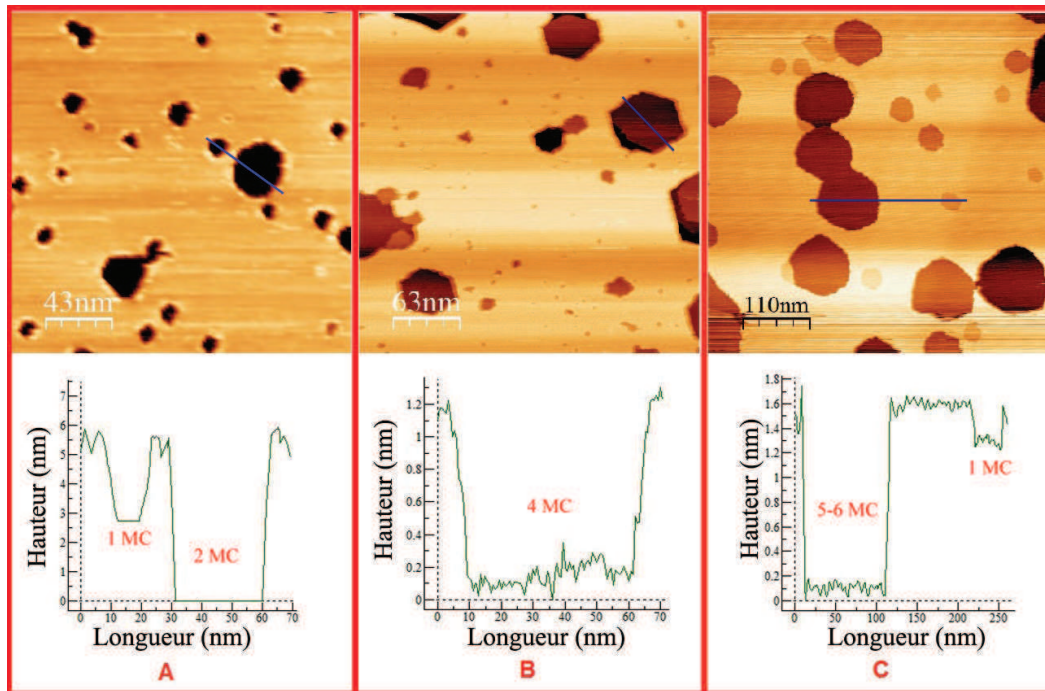 43nm
63nm
110nm
Hauteur (nm)
7
6
5
4
3
2
1
0
1 MC
2 MC
0 10 20 30 40 50 60 70
Longueur (nm)
A
Hauteur (nm)
1.2
1
0.8
0.6
0.4
0.2
0
4 MC
0 10 20 30 40 50 60 70
Longueur (nm)
B
Hauteur (nm)
1.8
1.6
1.4
1.2
1
0.8
0.6
0.4
0.2
0
5-6 MC
1 MC
0 50 100 150 200 250
Longueur (nm)
C